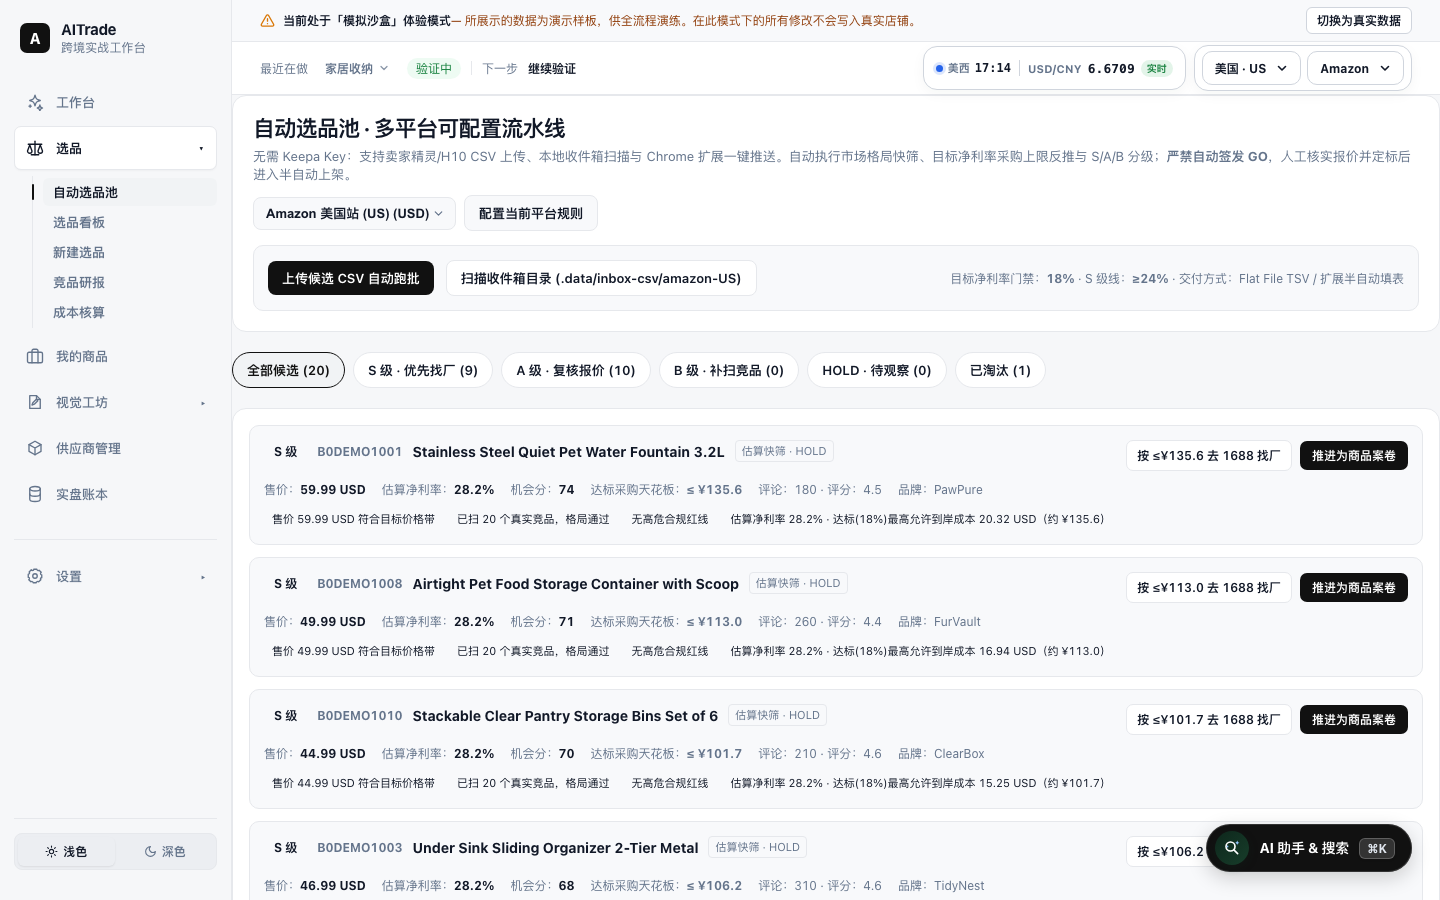 A
AITrade
跨境实战工作台
工作台
选品
自动选品池
选品看板
新建选品
竞品研报
成本核算
我的商品
视觉工坊
供应商管理
实盘账本
设置
浅色
深色
当前处于「模拟沙盒」体验模式— 所展示的数据为演示样板，供全流程演练。在此模式下的所有修改不会写入真实店铺。
切换为真实数据
最近在做 家居收纳 验证中 下一步 继续验证
美西 17:14 USD/CNY 6.6709 实时
美国 · US
Amazon
自动选品池 · 多平台可配置流水线
无需 Keepa Key：支持卖家精灵/H10 CSV 上传、本地收件箱扫描与 Chrome 扩展一键推送。自动执行市场格局快筛、目标净利率采购上限反推与 S/A/B 分级；严禁自动签发 GO，人工核实报价并定标后
进入半自动上架。
Amazon 美国站 (US) (USD)
配置当前平台规则
上传候选 CSV 自动跑批
扫描收件箱目录 (.data/inbox-csv/amazon-US)
目标净利率门禁：18% · S 级线：≥24% · 交付方式：Flat File TSV / 扩展半自动填表
全部候选 (20)
S 级 · 优先找厂 (9)
A 级 · 复核报价 (10)
B 级 · 补扫竞品 (0)
HOLD · 待观察 (0)
已淘汰 (1)
S 级 B0DEMO1001 Stainless Steel Quiet Pet Water Fountain 3.2L 估算快筛 · HOLD
按 ≤¥135.6 去 1688 找厂
推进为商品案卷
售价：59.99 USD 估算净利率：28.2% 机会分：74 达标采购天花板：≤ ¥135.6 评论：180 · 评分：4.5 品牌：PawPure
售价 59.99 USD 符合目标价格带 已扫 20 个真实竞品，格局通过 无高危合规红线 估算净利率 28.2% · 达标(18%)最高允许到岸成本 20.32 USD（约 ¥135.6)
S 级 B0DEMO1008 Airtight Pet Food Storage Container with Scoop 估算快筛 · HOLD
按 ≤¥113.0 去 1688 找厂
推进为商品案卷
售价：49.99 USD 估算净利率：28.2% 机会分：71 达标采购天花板：≤ ¥113.0 评论：260 · 评分：4.4 品牌：FurVault
售价 49.99 USD 符合目标价格带 已扫 20 个真实竞品，格局通过 无高危合规红线 估算净利率 28.2% · 达标(18%)最高允许到岸成本 16.94 USD（约 ¥113.0)
S 级 B0DEMO1010 Stackable Clear Pantry Storage Bins Set of 6 估算快筛 · HOLD
按 ≤¥101.7 去 1688 找厂
推进为商品案卷
售价：44.99 USD 估算净利率：28.2% 机会分：70 达标采购天花板：≤ ¥101.7 评论：210 · 评分：4.6 品牌：ClearBox
售价 44.99 USD 符合目标价格带 已扫 20 个真实竞品，格局通过 无高危合规红线 估算净利率 28.2% · 达标(18%)最高允许到岸成本 15.25 USD（约 ¥101.7)
S 级 B0DEMO1003 Under Sink Sliding Organizer 2-Tier Metal 估算快筛 · HOLD
按 ≤¥106.2
售价：46.99 USD 估算净利率：28.2% 机会分：68 达标采购天花板：≤ ¥106.2 评论：310 · 评分：4.6 品牌：TidyNest
AI 助手 & 搜索 ⌘K